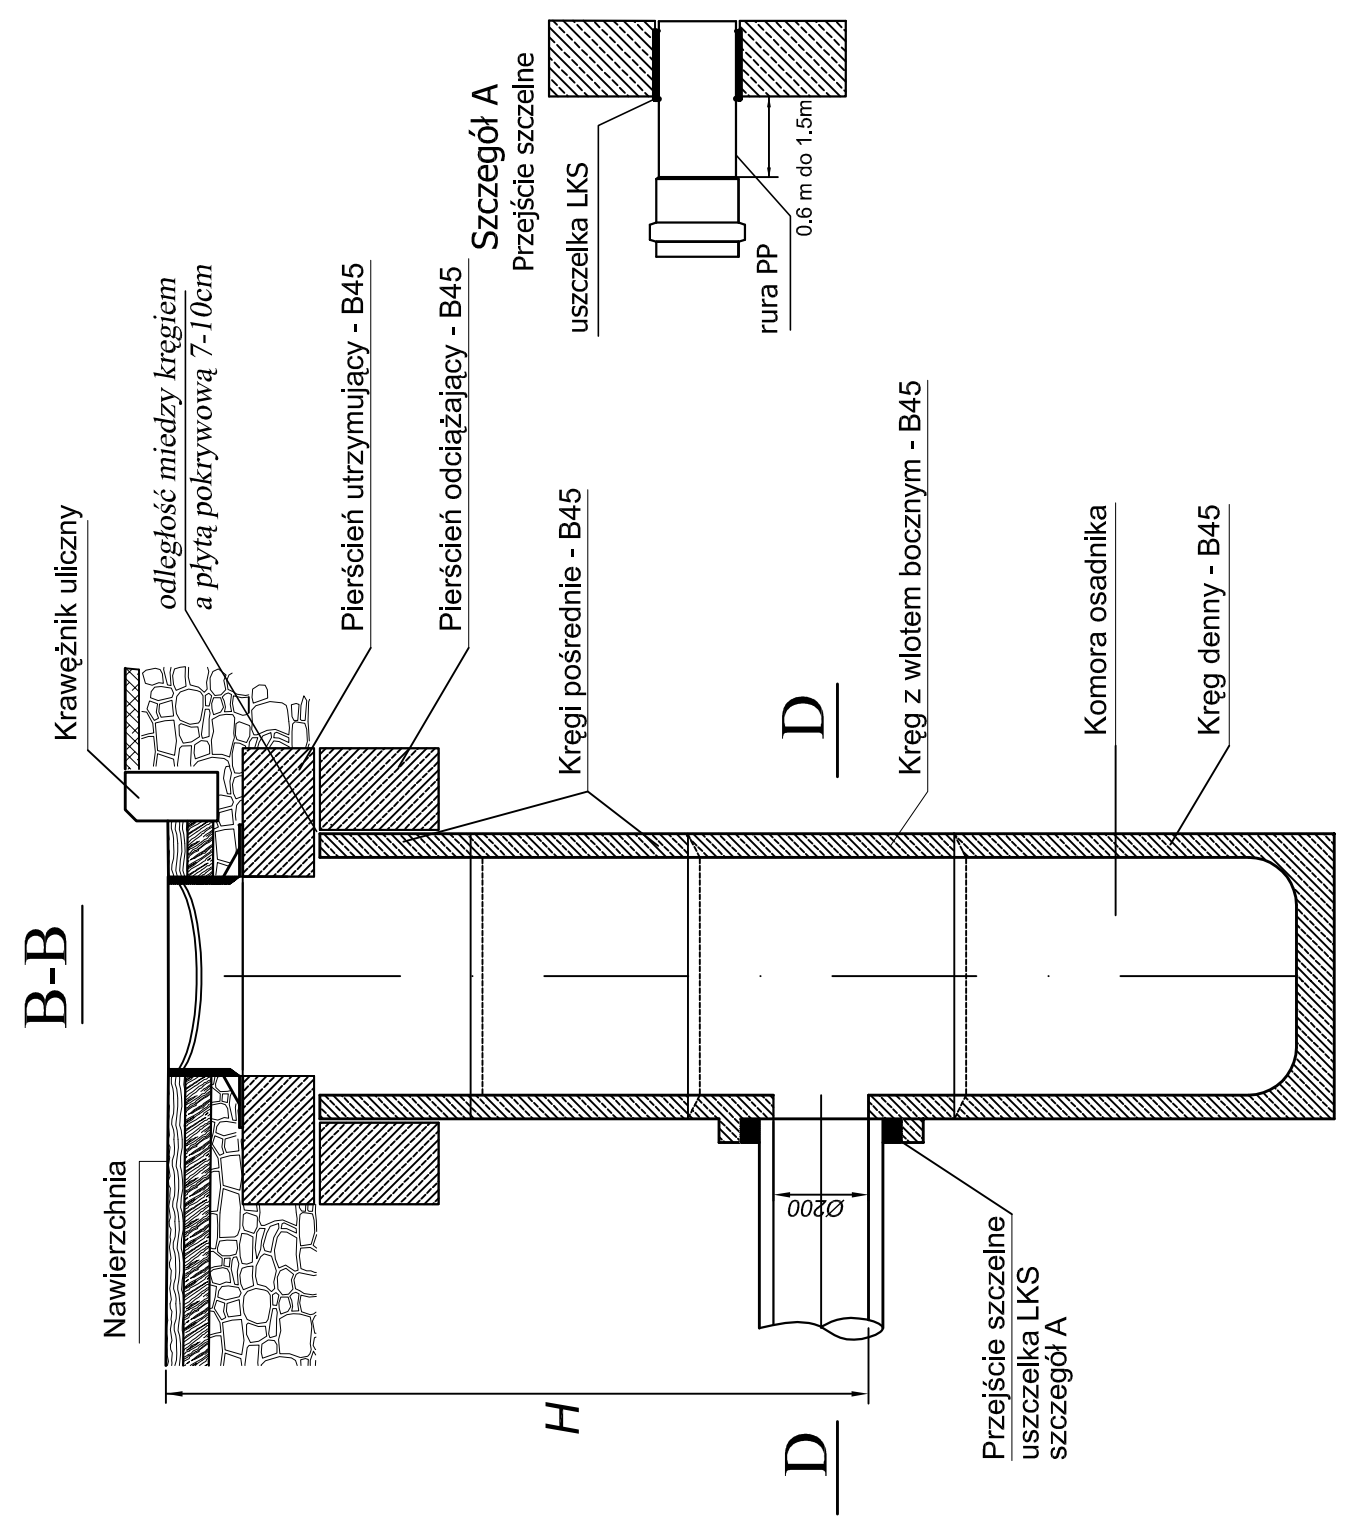 B-B
Krawężnik uliczny
odległość miedzy kręgiem
a płytą pokrywową 7-10cm
Pierścień utrzymujący - B45
Pierścień odciążający - B45
Szczegół A
Przejście szczelne
uszczelka LKS
rura PP
0.6 m do 1.5m
Kręgi pośrednie - B45
D
Kręg z wlotem bocznym - B45
Komora osadnika
Kręg denny - B45
Nawierzchnia
H
Ø200
D
Przejście szczelne
uszczelka LKS
szczegół A